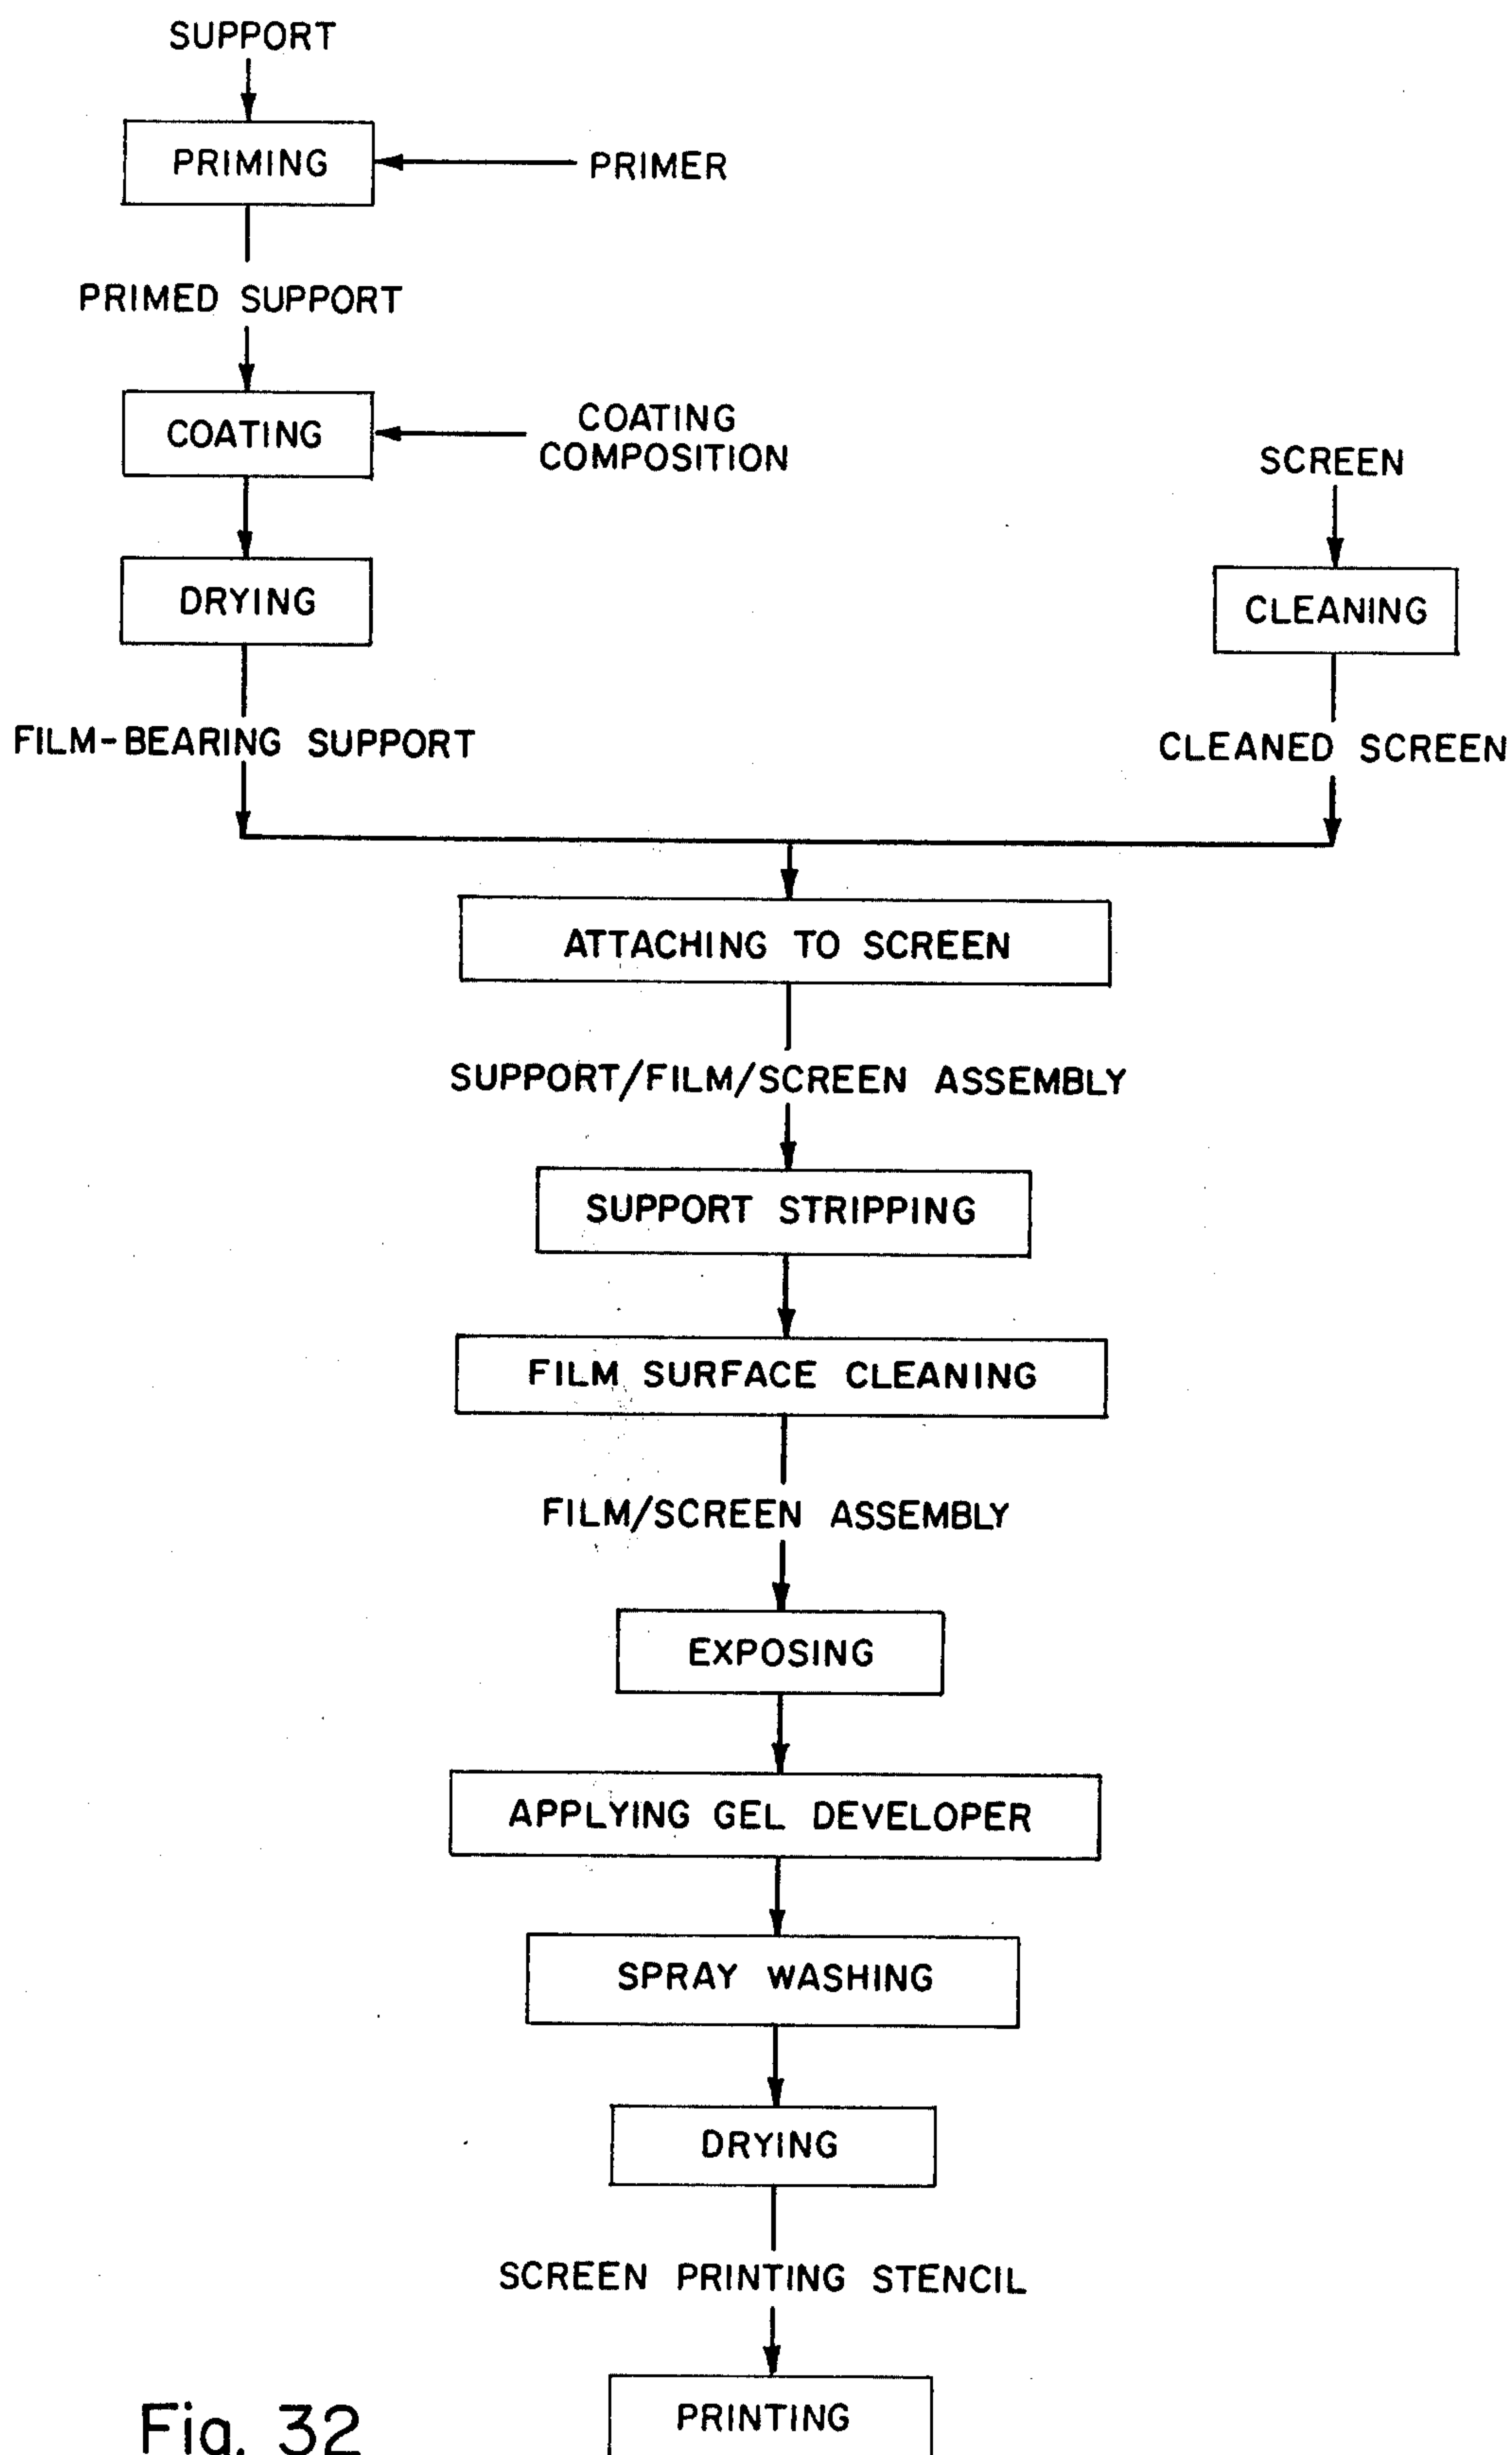 SUPPORT
PRIMING
PRIMER
PRIMED SUPPORT
COATING
COATING
COMPOSITION
DRYING
FILM-BEARING SUPPORT
SCREEN
CLEANING
CLEANED SCREEN
ATTACHING TO SCREEN
SUPPORT/FILM/SCREEN ASSEMBLY
SUPPORT STRIPPING
FILM SURFACE CLEANING
FILM/SCREEN ASSEMBLY
EXPOSING
APPLYING GEL DEVELOPER
SPRAY WASHING
DRYING
SCREEN PRINTING STENCIL
PRINTING
Fig. 32